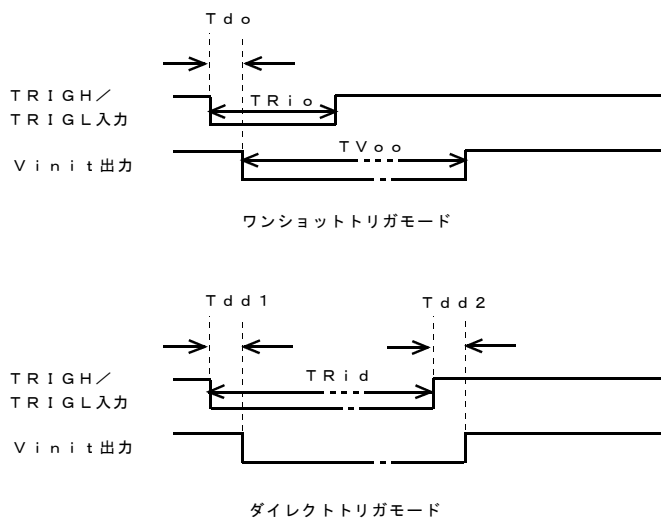 Tdo
TRIGH／
TRIGL入力
TRio
Vinit出力
TVoo
ワンショットトリガモード
Tdd1
Tdd2
TRIGH／
TRIGL入力
TRid
Vinit出力
ダイレクトトリガモード